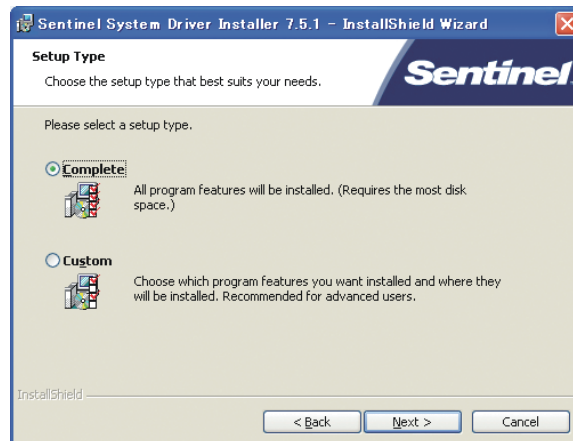 Sentinel System Driver Installer 7.5.1 - InstallShield Wizard
Setup Type
Choose the setup type that best suits your needs.
Sentinel
Please select a setup type.
Complete
All program features will be installed. (Requires the most disk
space.)
Custom
Choose which program features you want installed and where they
will be installed. Recommended for advanced users.
InstallShield
< Back
Next >
Cancel